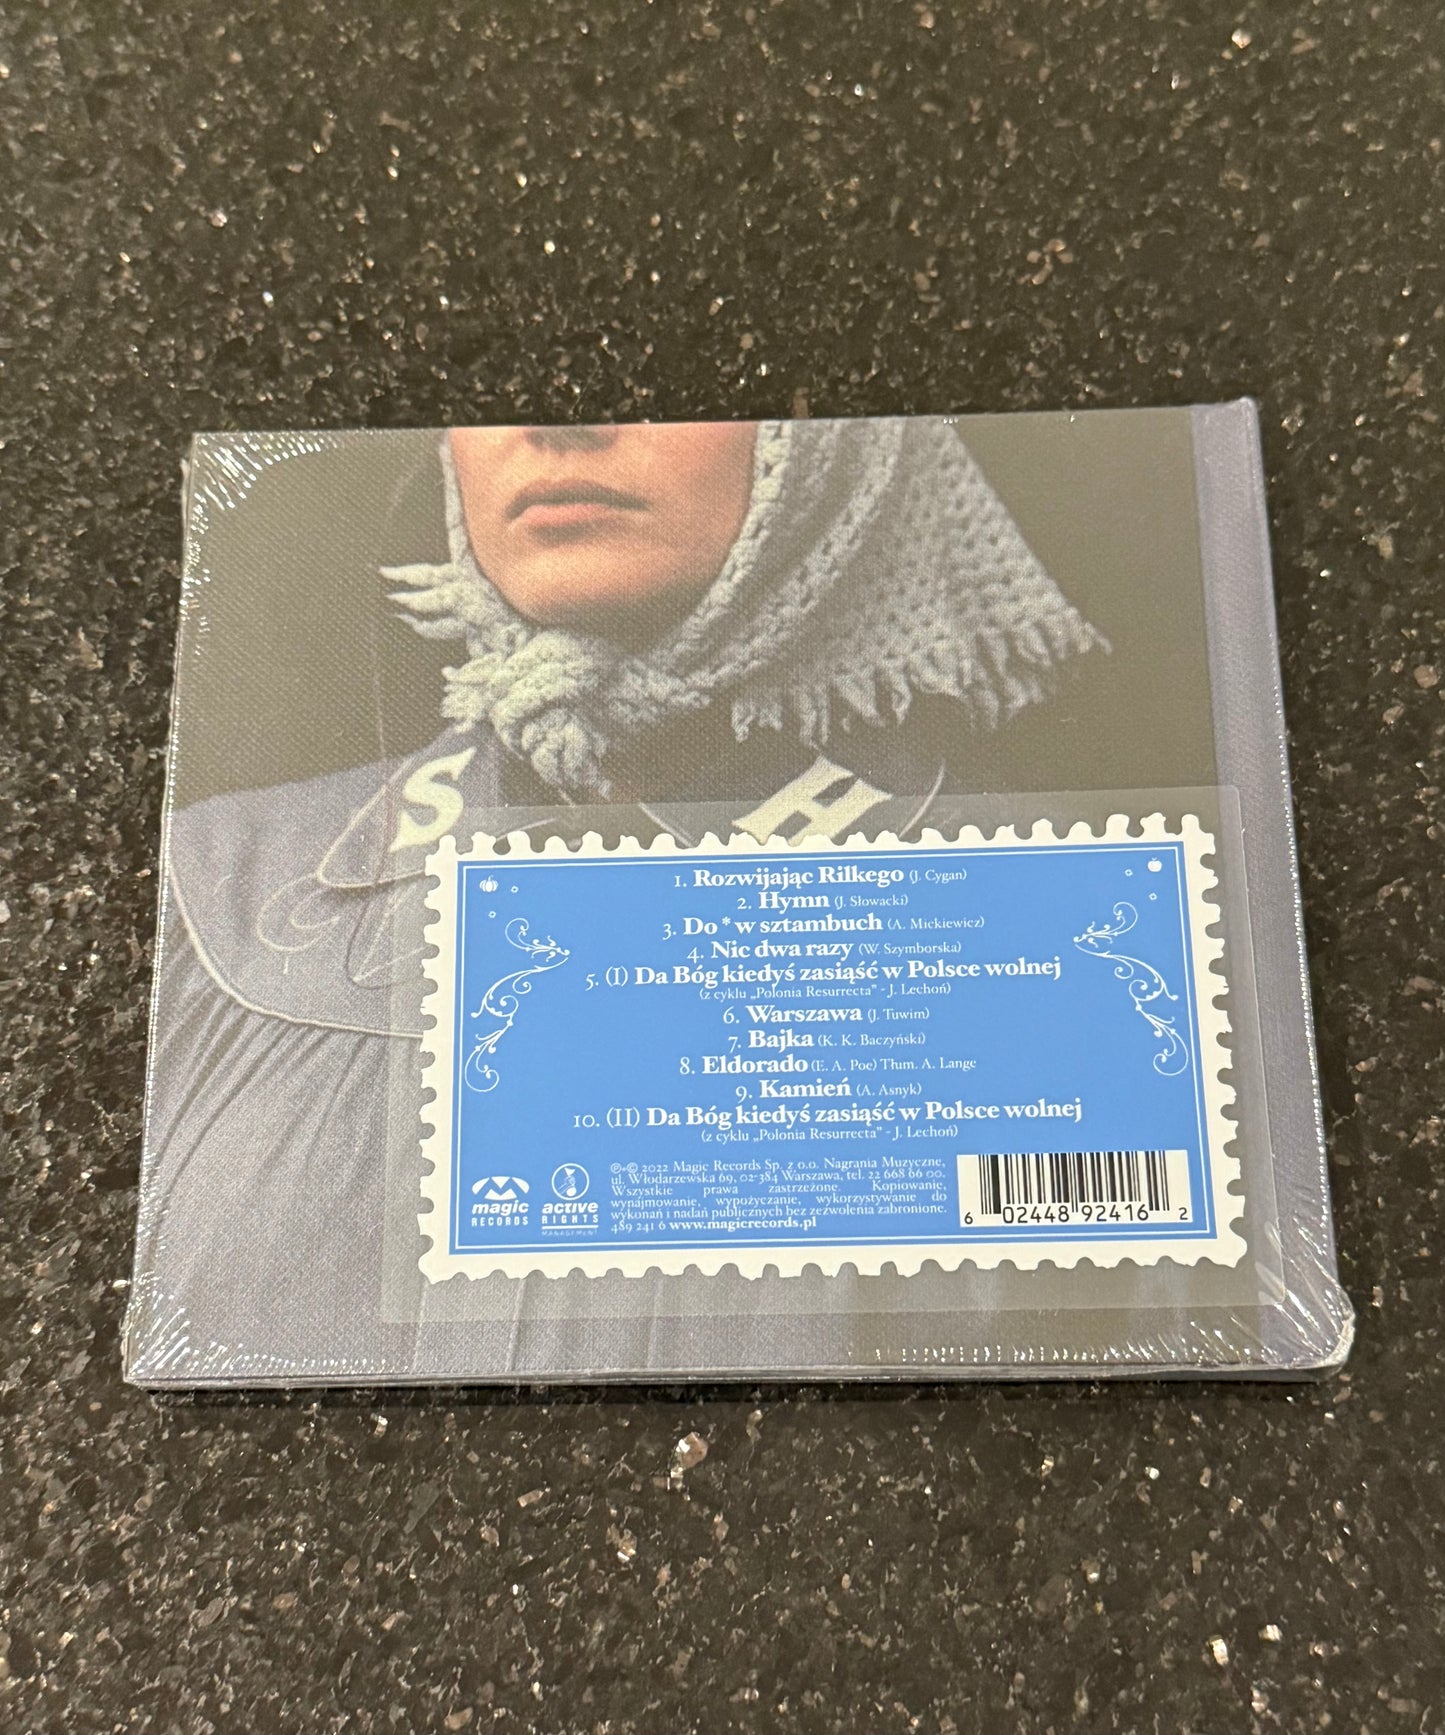 S
H
1. Rozwijając Rilkego (J. Cygan)
2. Hymn (J. Słowacki)
3. Do * w sztambuch (A. Mickiewicz)
4. Nic dwa razy (W. Szymborska)
5. (I) Da Bóg kiedyś zasiąść w Polsce wolnej
(z cyklu „Polonia Resurrecta" - J. Lechoń)
6. Warszawa (J. Tuwim)
7. Bajka (K. K. Baczyński)
8. Eldorado (E. A. Poe) Tłum. A. Lange
9. Kamień (A. Asnyk)
10. (II) Da Bóg kiedyś zasiąść w Polsce wolnej
(z cyklu „Polonia Resurrecta" - J. Lechoń)
magic
RECORDS
active
RIGHTS
MANAGEMENT
℗+© 2022 Magic Records Sp. z o.o. Nagrania Muzyczne,
ul. Włodarzewska 69, 02-384 Warszawa, tel. 22 668 66 00.
Wszystkie prawa zastrzeżone. Kopiowanie,
wynajmowanie, wypożyczanie, wykorzystywanie do
wykonań i nadań publicznych bez zezwolenia zabronione.
489 241 6 www.magicrecords.pl
6 02448 92416 2